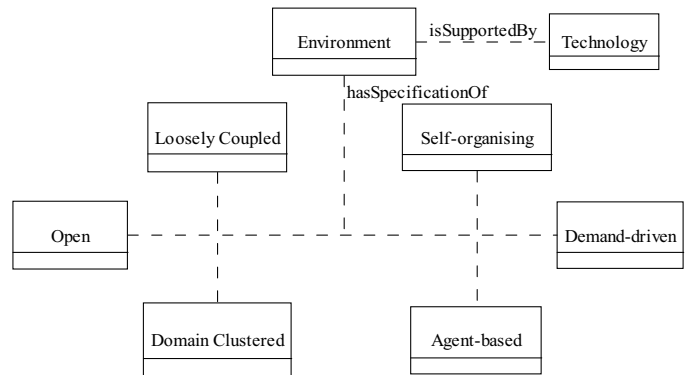 Environment
isSupportedBy
Technology
hasSpecificationOf
Loosely Coupled
Self-organising
Open
Demand-driven
Domain Clustered
Agent-based